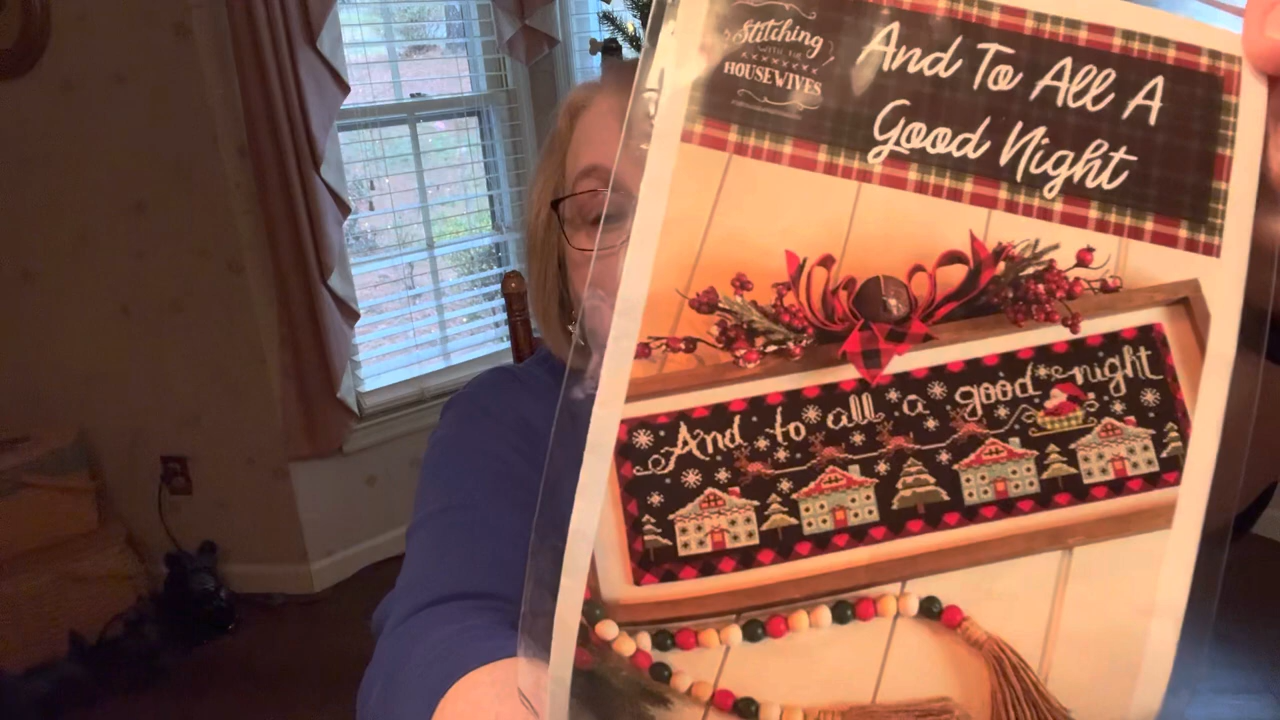 Stitching
WITH THE
HOUSEWIVES
And To All A
Good Night
And to all a good night